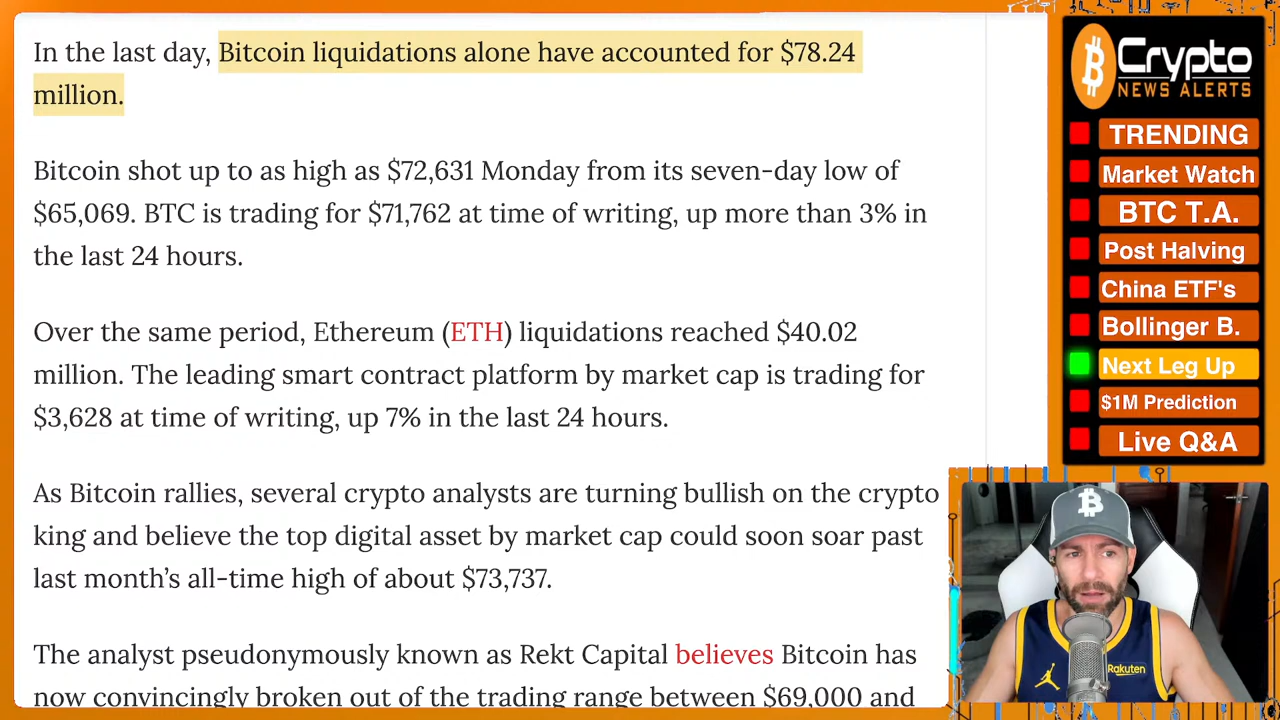 In the last day, Bitcoin liquidations alone have accounted for $78.24
million.
Bitcoin shot up to as high as $72,631 Monday from its seven-day low of
$65,069. BTC is trading for $71,762 at time of writing, up more than 3% in
the last 24 hours.
Over the same period, Ethereum (ETH) liquidations reached $40.02
million. The leading smart contract platform by market cap is trading for
$3,628 at time of writing, up 7% in the last 24 hours.
As Bitcoin rallies, several crypto analysts are turning bullish on the crypto
king and believe the top digital asset by market cap could soon soar past
last month’s all-time high of about $73,737.
The analyst pseudonymously known as Rekt Capital believes Bitcoin has
now convincingly broken out of the trading range between $69,000 and
Crypto
NEWS ALERTS
TRENDING
Market Watch
BTC T.A.
Post Halving
China ETF's
Bollinger B.
Next Leg Up
$1M Prediction
Live Q&A
Rakuten